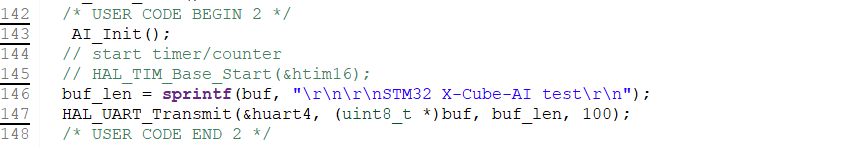 142 /* USER CODE BEGIN 2 */
143 AI_Init();
144 // start timer/counter
145 // HAL_TIM_Base_Start(&htim16);
146 buf_len = sprintf(buf, "\r\n\r\nSTM32 X-Cube-AI test\r\n");
147 HAL_UART_Transmit(&huart4, (uint8_t *)buf, buf_len, 100);
148 /* USER CODE END 2 */